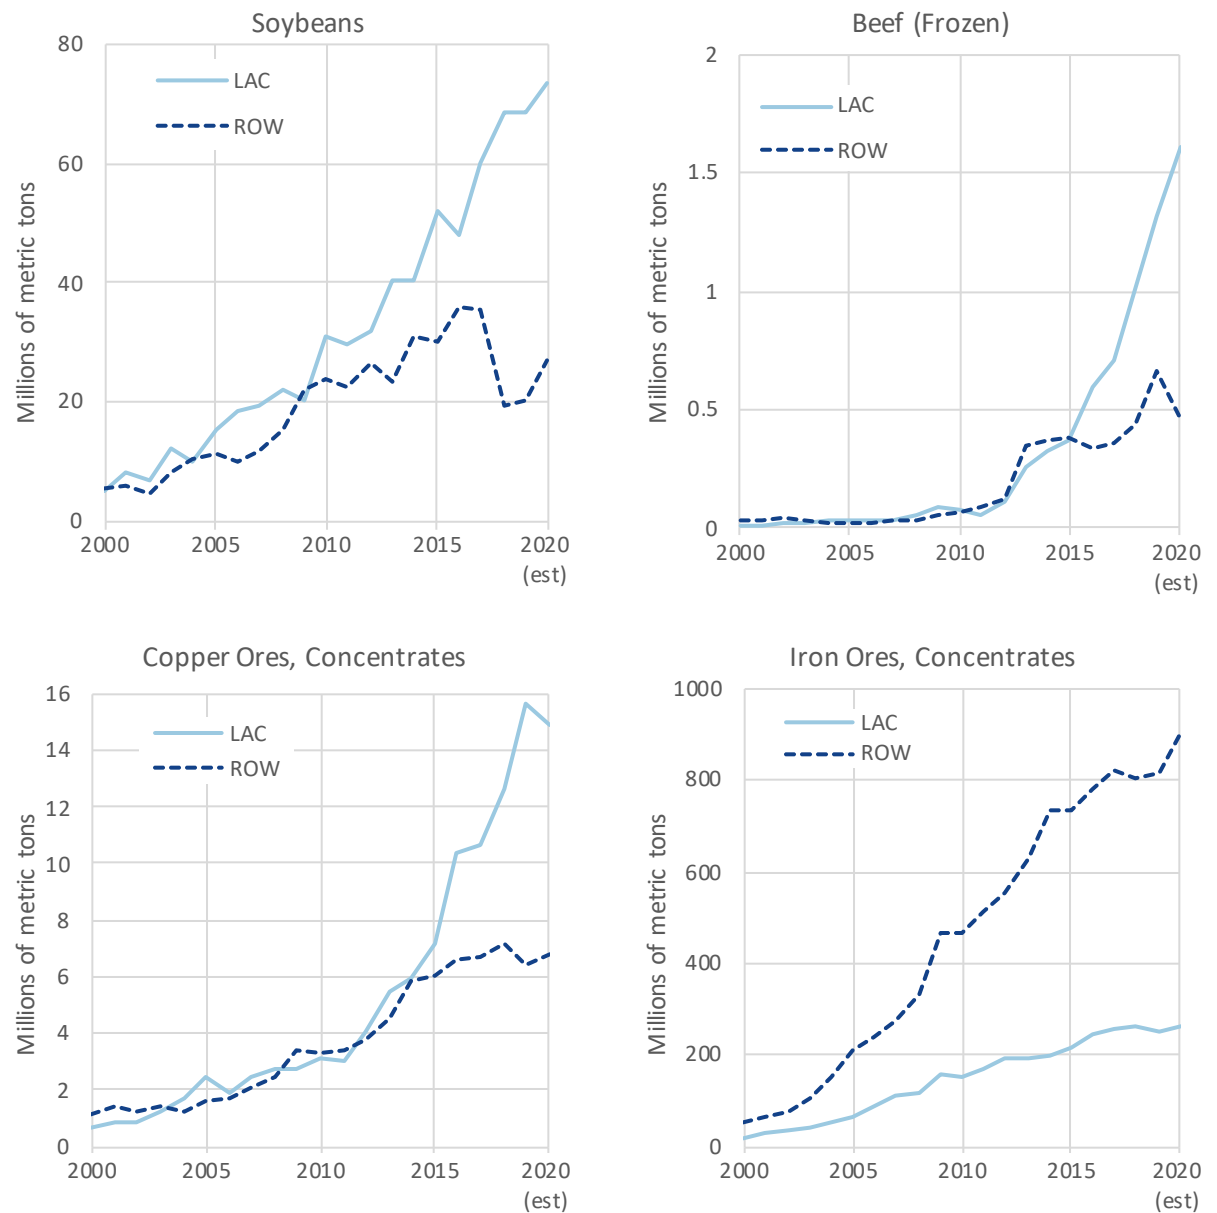 Soybeans
80
60
40
20
0
Millions of metric tons
LAC
ROW
2000
2005
2010
2015
2020
(est)
Beef (Frozen)
2
1.5
1
0.5
0
Millions of metric tons
LAC
ROW
2000
2005
2010
2015
2020
(est)
Copper Ores, Concentrates
16
14
12
10
8
6
4
2
0
Millions of metric tons
LAC
ROW
2000
2005
2010
2015
2020
(est)
Iron Ores, Concentrates
1000
800
600
400
200
0
Millions of metric tons
LAC
ROW
2000
2005
2010
2015
2020
(est)